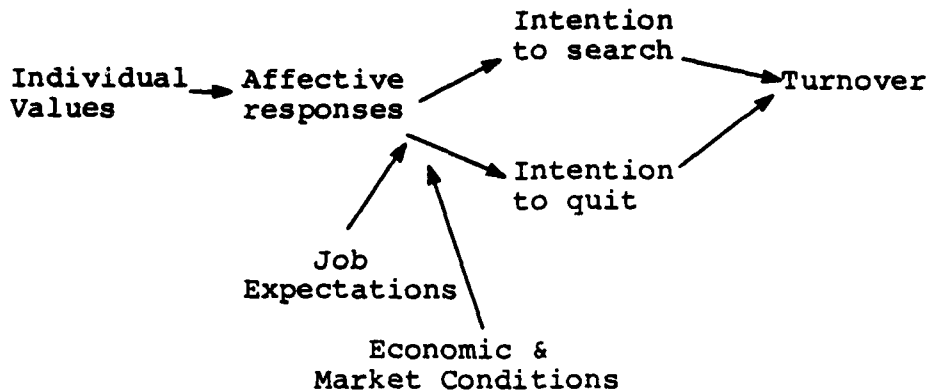 Individual
Values
Affective
responses
Intention
to search
Turnover
Intention
to quit
Job
Expectations
Economic &
Market Conditions